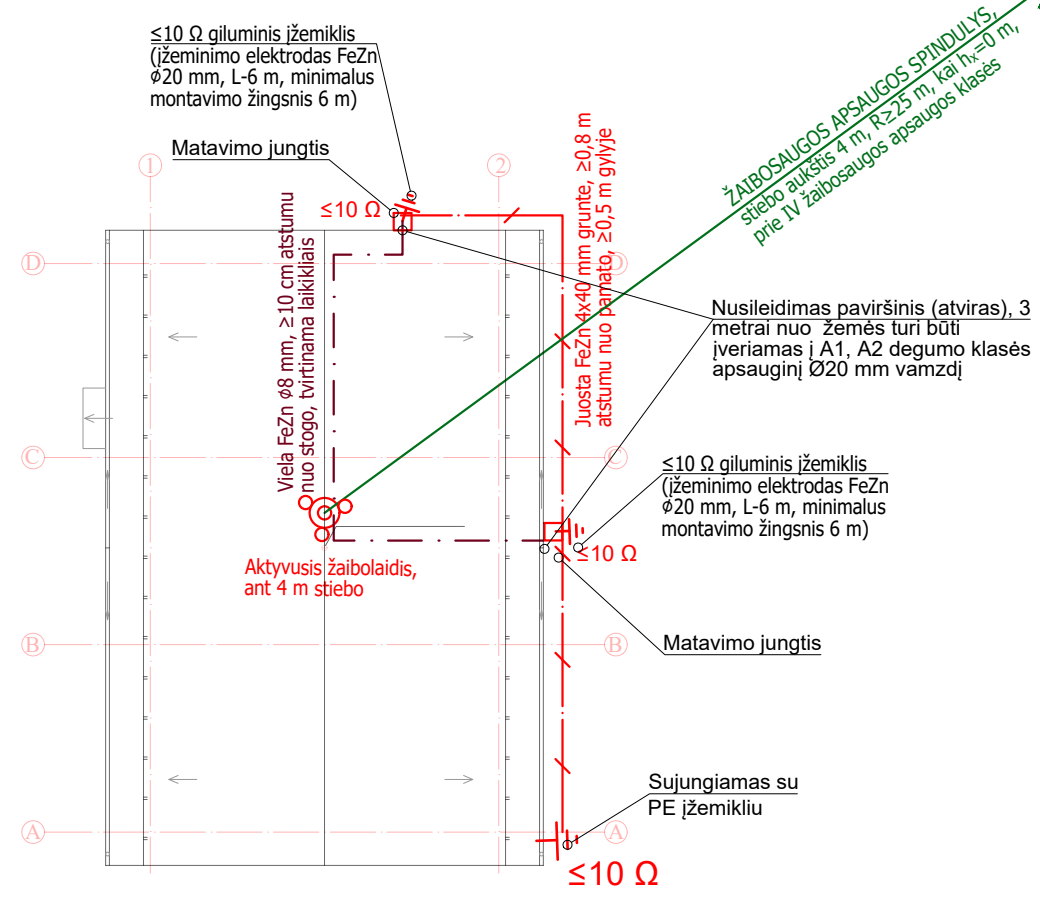 ≤10 Ω giluminis įžemiklis
(įžeminimo elektrodas FeZn
⌀20 mm, L-6 m, minimalus
montavimo žingsnis 6 m)
Matavimo jungtis
1
2
≤10 Ω
ŽAIBOSAUGOS APSAUGOS SPINDULYS,
stiebo aukštis 4 m, R≥25 m, kai hx=0 m,
prie IV žaibosaugos apsaugos klasės
D
D
Viela FeZn ⌀8 mm, ≥10 cm atstumu
nuo stogo, tvirtinama laikikliais
Juosta FeZn 4x40 mm grunte, ≥0,8 m
atstumu nuo pamato, ≥0,5 m gylyje
Nusileidimas paviršinis (atviras), 3
metrai nuo žemės turi būti
įveriamas į A1, A2 degumo klasės
apsauginį Ø20 mm vamzdį
C
C
≤10 Ω giluminis įžemiklis
(įžeminimo elektrodas FeZn
⌀20 mm, L-6 m, minimalus
montavimo žingsnis 6 m)
≤10 Ω
Aktyvusis žaibolaidis,
ant 4 m stiebo
B
B
Matavimo jungtis
Sujungiamas su
PE įžemikliu
A
A
≤10 Ω